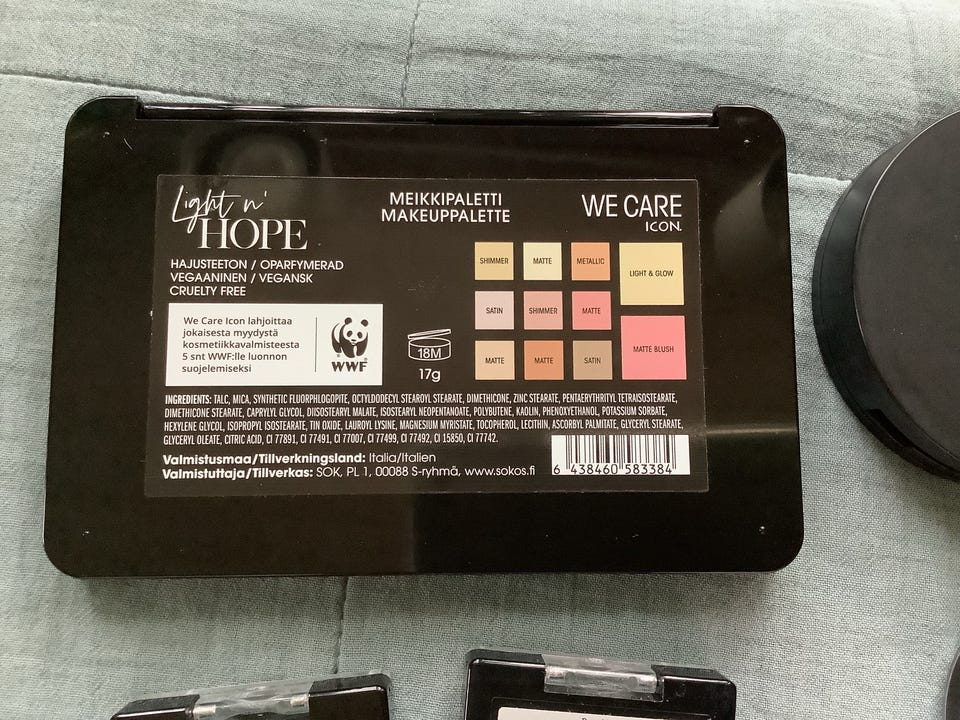 Light n'
HOPE
HAJUSTEETON / OPARFYMERAD
VEGAANINEN / VEGANSK
CRUELTY FREE
MEIKKIPALETTI
MAKEUPPALETTE
WE CARE
ICON.
SHIMMER
MATTE
METALLIC
LIGHT & GLOW
SATIN
SHIMMER
MATTE
MATTE BLUSH
MATTE
MATTE
SATIN
We Care Icon lahjoittaa
jokaisesta myydystä
kosmetiikkavalmisteesta
5 snt WWF:lle luonnon
suojelemiseksi
WWF
18M
17g
INGREDIENTS: TALC, MICA, SYNTHETIC FLUORPHLOGOPITE, OCTYLDODECYL STEAROYL STEARATE, DIMETHICONE, ZINC STEARATE, PENTAERYTHRITYL TETRAISOSTEARATE,
DIMETHICONE STEARATE, CAPRYLYL GLYCOL, DIISOSTEARYL MALATE, ISOSTEARYL NEOPENTANOATE, POLYBUTENE, KAOLIN, PHENOXYETHANOL, POTASSIUM SORBATE,
HEXYLENE GLYCOL, ISOPROPYL ISOSTEARATE, TIN OXIDE, LAUROYL LYSINE, MAGNESIUM MYRISTATE, TOCOPHEROL, LECITHIN, ASCORBYL PALMITATE, GLYCERYL STEARATE,
GLYCERYL OLEATE, CITRIC ACID, CI 77891, CI 77491, CI 77007, CI 77499, CI 77492, CI 15850, CI 77742.
Valmistusmaa/Tillverkningsland: Italia/Italien
Valmistuttaja/Tillverkas: SOK, PL 1, 00088 S-ryhmä, www.sokos.fi
6 438460 583384